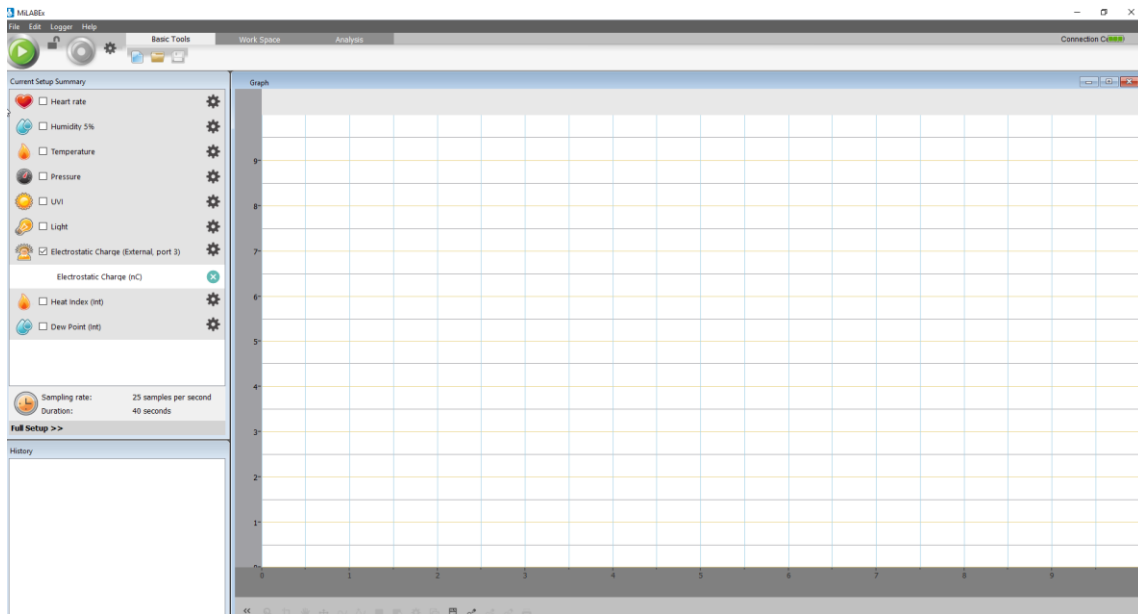 MiLABEx
File Edit Logger Help
Basic Tools Work Space Analysis
Current Setup Summary
Graph
Heart rate
Humidity 5%
Temperature
Pressure
UVI
Light
Electrostatic Charge (External, port 3)
Electrostatic Charge (nC)
Heat Index (Int)
Dew Point (Int)
Sampling rate: 25 samples per second
Duration: 40 seconds
Full Setup >>
History
9
8
7
6
5
4
3
2
1
0 1 2 3 4 5 6 7 8 9